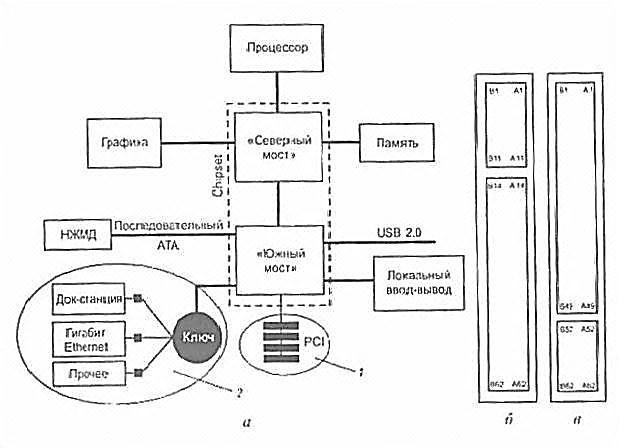 Процессор
Графика
«Северный
мост»
Память
Chipset
НЖМД
Последовательный
АТА
«Южный
мост»
USB 2.0
Локальный
ввод-вывод
Док-станция
Гигабит
Ethernet
Прочее
Ключ
PCI
1
2
а
B1 A1
B11 A11
B14 A14
B62 A62
б
B1 A1
B49 A49
B52 A52
B62 A62
в